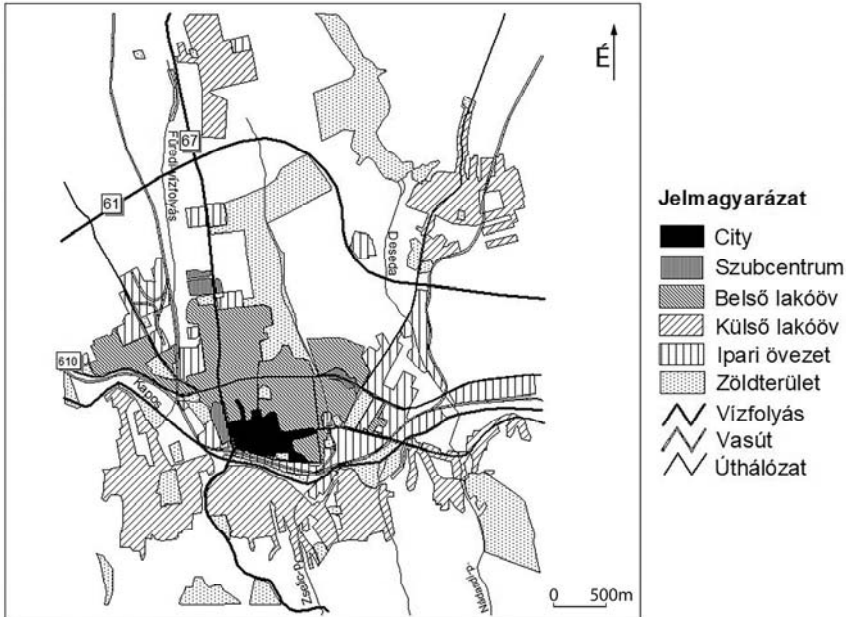 É
67
Füredi-vízfolyás
61
Deseda
610
Kapos
Zselic-p.
Nádasdi-p.
0 500m
Jelmagyarázat
City
Szubcentrum
Belső lakóöv
Külső lakóöv
Ipari övezet
Zöldterület
Vízfolyás
Vasút
Úthálózat